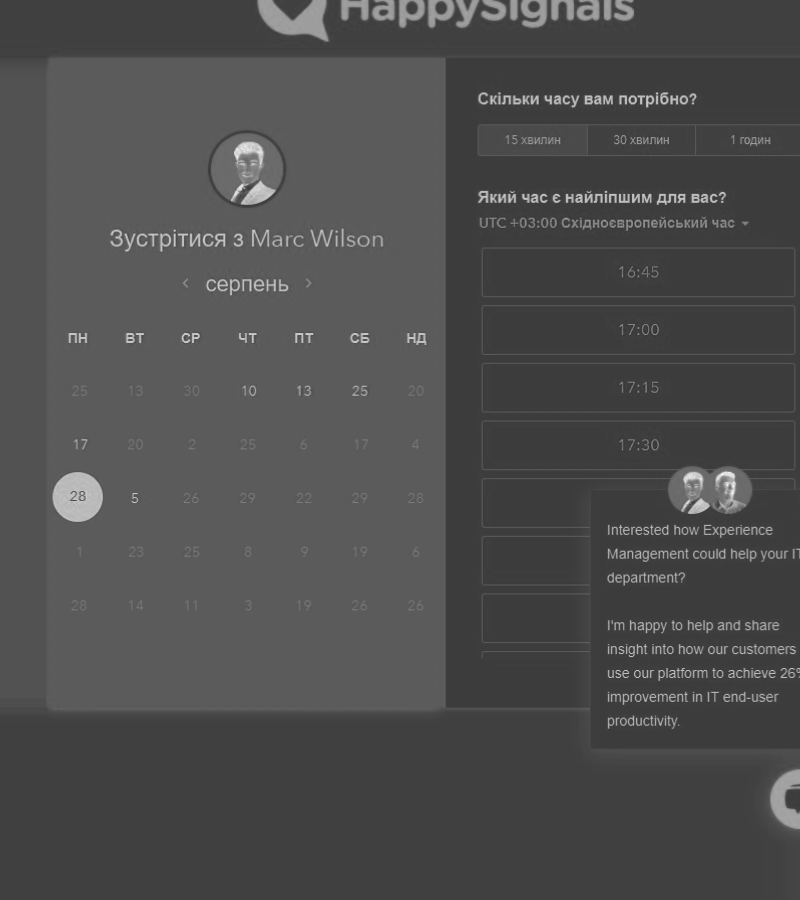 HappySignals
Зустрітися з Marc Wilson
серпень
ПН ВТ СР ЧТ ПТ СБ НД
25 13 30 10 13 25 20
17 20 2 25 6 17 4
28 5 26 29 22 29 28
1 23 25 8 9 19 6
28 14 11 3 19 26 26
Скільки часу вам потрібно?
15 хвилин 30 хвилин 1 годин
Який час є найліпшим для вас?
UTC +03:00 Східноєвропейський час
16:45
17:00
17:15
17:30
Interested how Experience
Management could help your IT
department?
I'm happy to help and share
insight into how our customers
use our platform to achieve 26%
improvement in IT end-user
productivity.